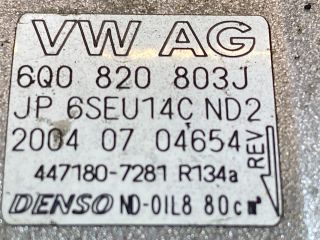 VW AG
6Q0 820 803J
JP 6SEU14C ND2
2004 07 04654
REV
447180-7281 R134a
DENSO ND-OIL8 80cm³